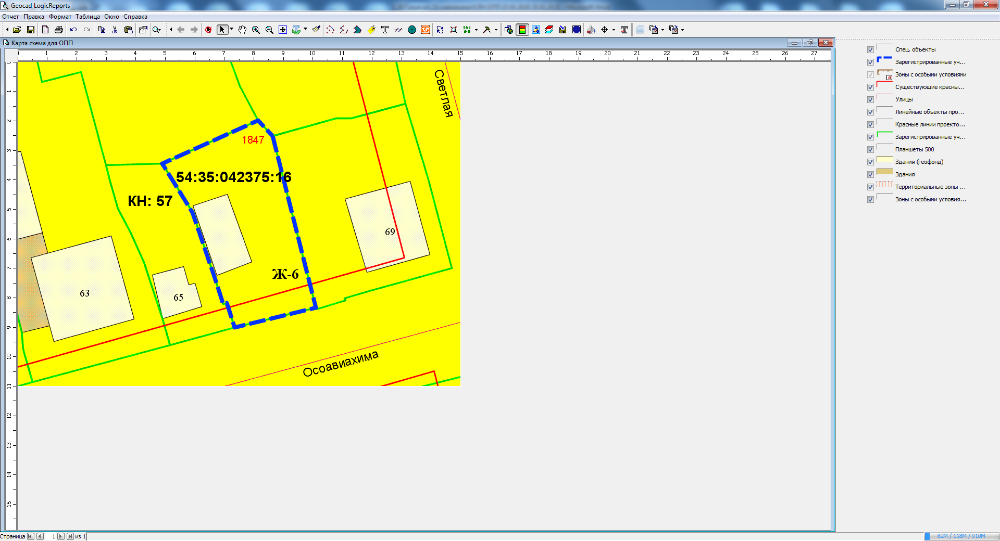 Geocad LogicReports
Отчет Правка Формат Таблица Окно Справка
Карта схема для ОПП
0 1 2 3 4 5 6 7 8 9 10 11 12 13 14 15 16 17 18 19 20 21 22 23 24 25 26 27
0 1 2 3 4 5 6 7 8 9 10 11 12 13 14 15
Светлая
1847
54:35:042375:16
КН: 57
69
Ж-6
63
65
Осоавиахима
Спец. объекты
Зарегистрированные уч...
Зоны с особыми условиями
Существующие красны...
Улицы
Линейные объекты про...
Красные линии проекто...
Зарегистрированные уч...
Планшеты 500
Здания (геофонд)
Здания
Территориальные зоны ...
Зоны с особыми условия...
Страница 1 из 1
82M / 118M / 910M